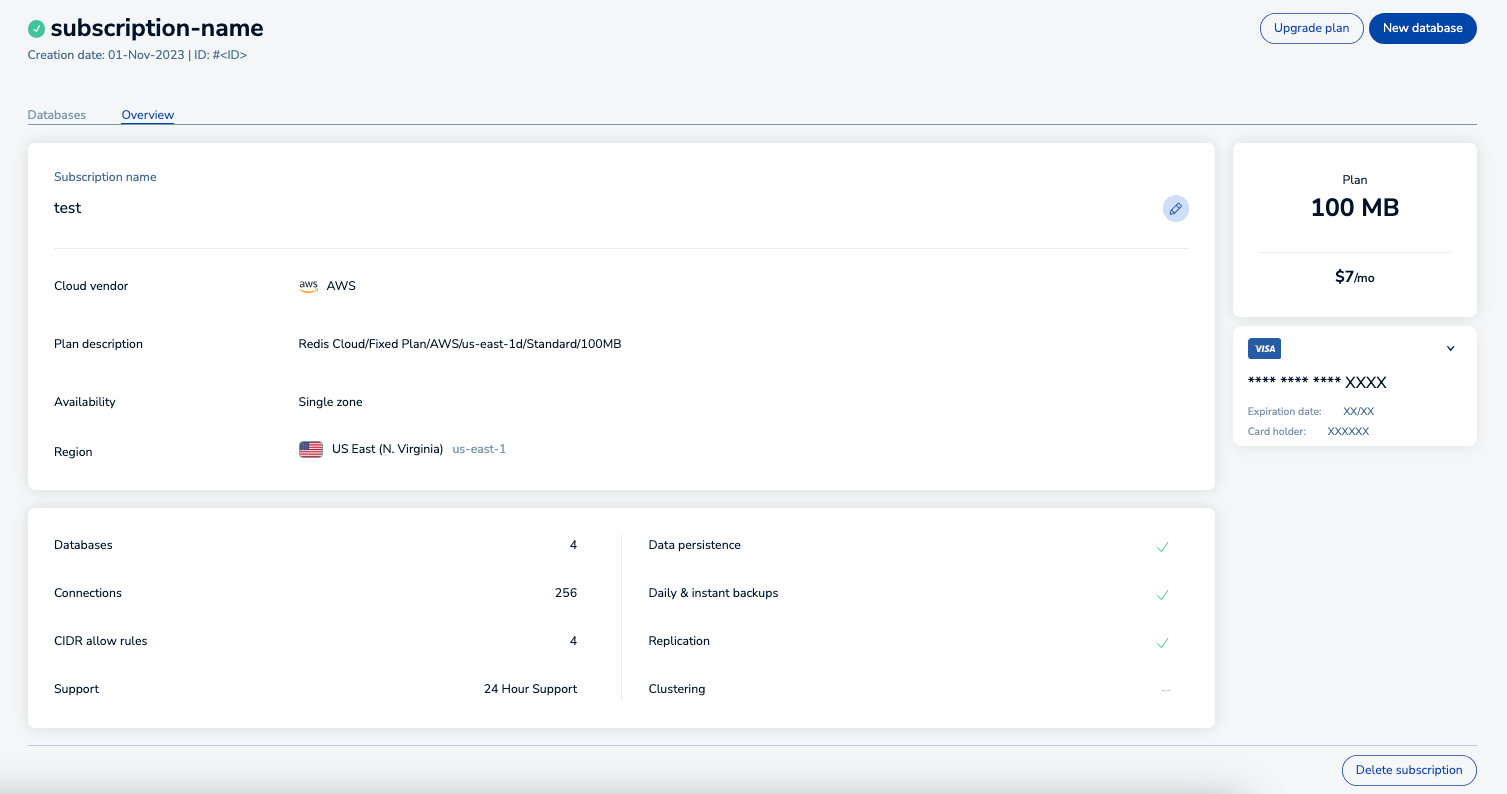 subscription-name
Upgrade plan
New database
Creation date: 01-Nov-2023 | ID: #<ID>
Databases
Overview
Subscription name
test
Cloud vendor
aws AWS
Plan description
Redis Cloud/Fixed Plan/AWS/us-east-1d/Standard/100MB
Availability
Single zone
Region
US East (N. Virginia) us-east-1
Plan
100 MB
$7/mo
VISA
**** **** **** XXXX
Expiration date: XX/XX
Card holder: XXXXXX
Databases 4
Connections 256
CIDR allow rules 4
Support 24 Hour Support
Data persistence
Daily & instant backups
Replication
Clustering --
Delete subscription